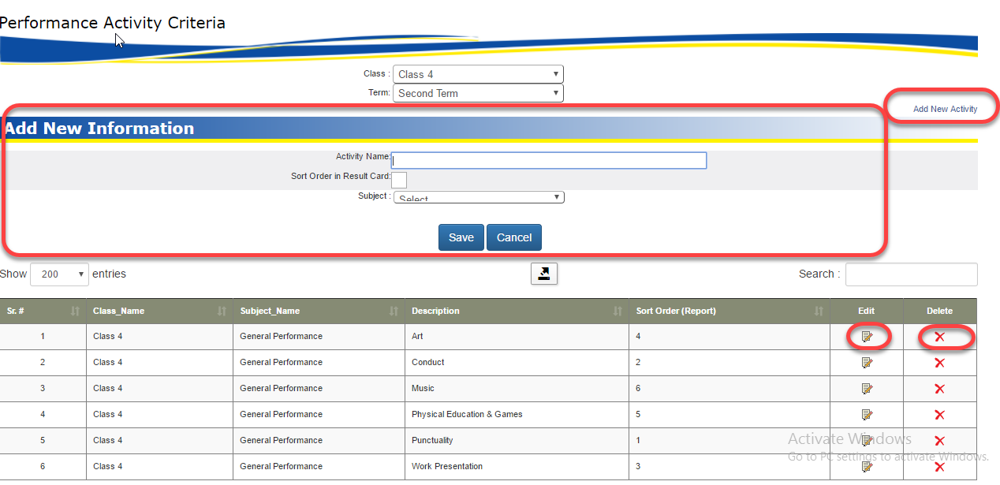 Performance Activity Criteria
Class : Class 4
Term: Second Term
Add New Activity
Add New Information
Activity Name:
Sort Order in Result Card:
Subject : Select
Save Cancel
Show 200 entries Search :
Sr. # Class_Name Subject_Name Description Sort Order (Report) Edit Delete
1 Class 4 General Performance Art 4
2 Class 4 General Performance Conduct 2
3 Class 4 General Performance Music 6
4 Class 4 General Performance Physical Education & Games 5
5 Class 4 General Performance Punctuality 1
Activate Windows
Go to PC settings to activate Windows.
6 Class 4 General Performance Work Presentation 3